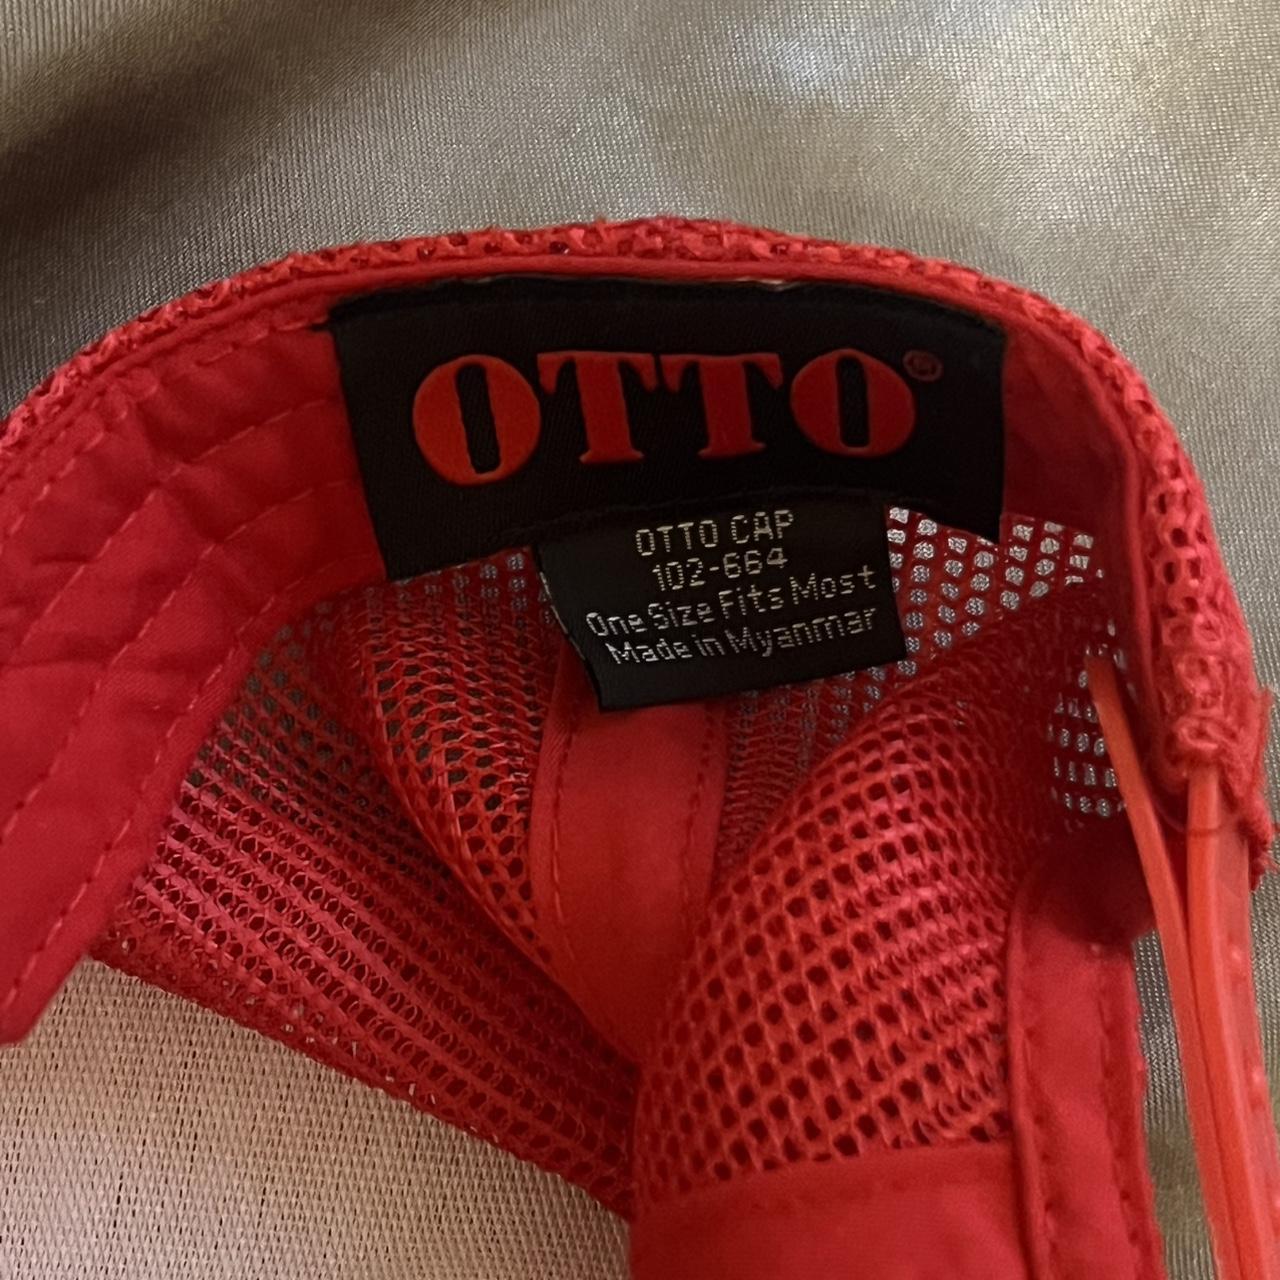 OTTO®
OTTO CAP
102-664
One Size Fits Most
Made in Myanmar